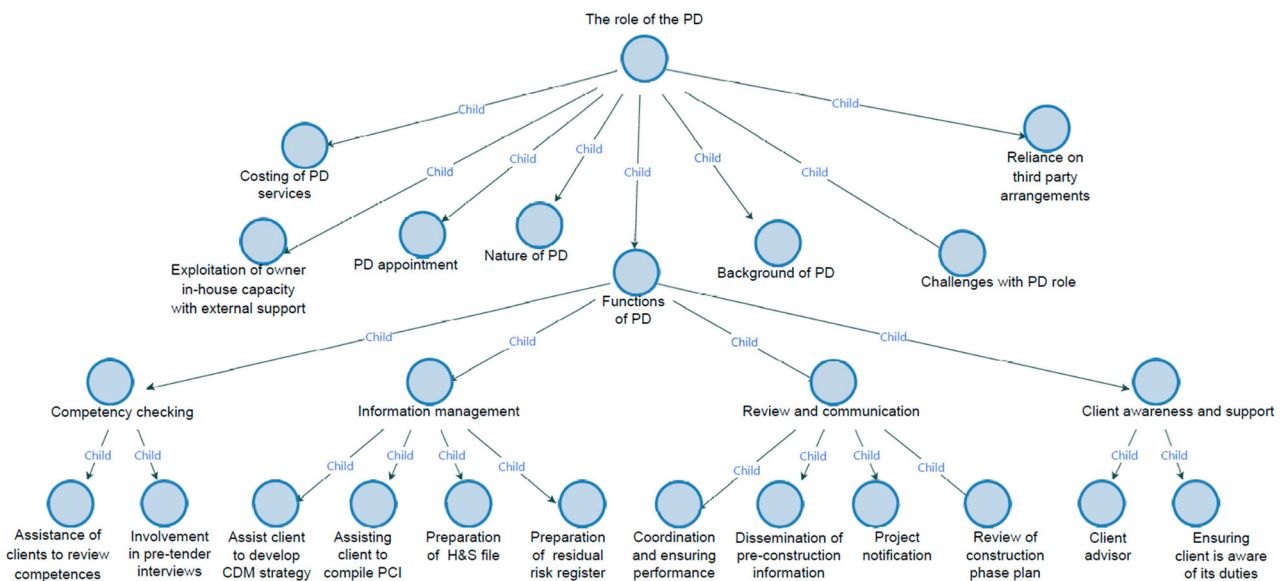 The role of the PD
Child
Child
Child
Child
Child
Child
Child
Child
Costing of PD
services
Exploitation of owner
in-house capacity
with external support
PD appointment
Nature of PD
Functions
of PD
Background of PD
Challenges with PD role
Reliance on
third party
arrangements
Child
Child
Child
Child
Competency checking
Information management
Review and communication
Client awareness and support
Child
Child
Child
Child
Child
Child
Child
Child
Child
Child
Child
Child
Assistance of
clients to review
competences
Involvement
in pre-tender
interviews
Assist client
to develop
CDM strategy
Assisting
client to
compile PCI
Preparation
of H&S file
Preparation
of residual
risk register
Coordination
and ensuring
performance
Dissemination of
pre-construction
information
Project
notification
Review of
construction
phase plan
Client
advisor
Ensuring
client is aware
of its duties